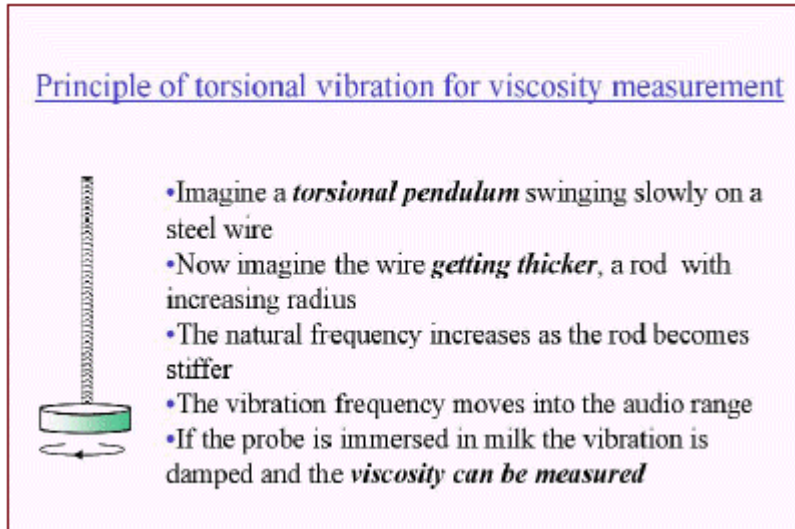 Principle of torsional vibration for viscosity measurement
•Imagine a torsional pendulum swinging slowly on a
steel wire
•Now imagine the wire getting thicker, a rod with
increasing radius
•The natural frequency increases as the rod becomes
stiffer
•The vibration frequency moves into the audio range
•If the probe is immersed in milk the vibration is
damped and the viscosity can be measured